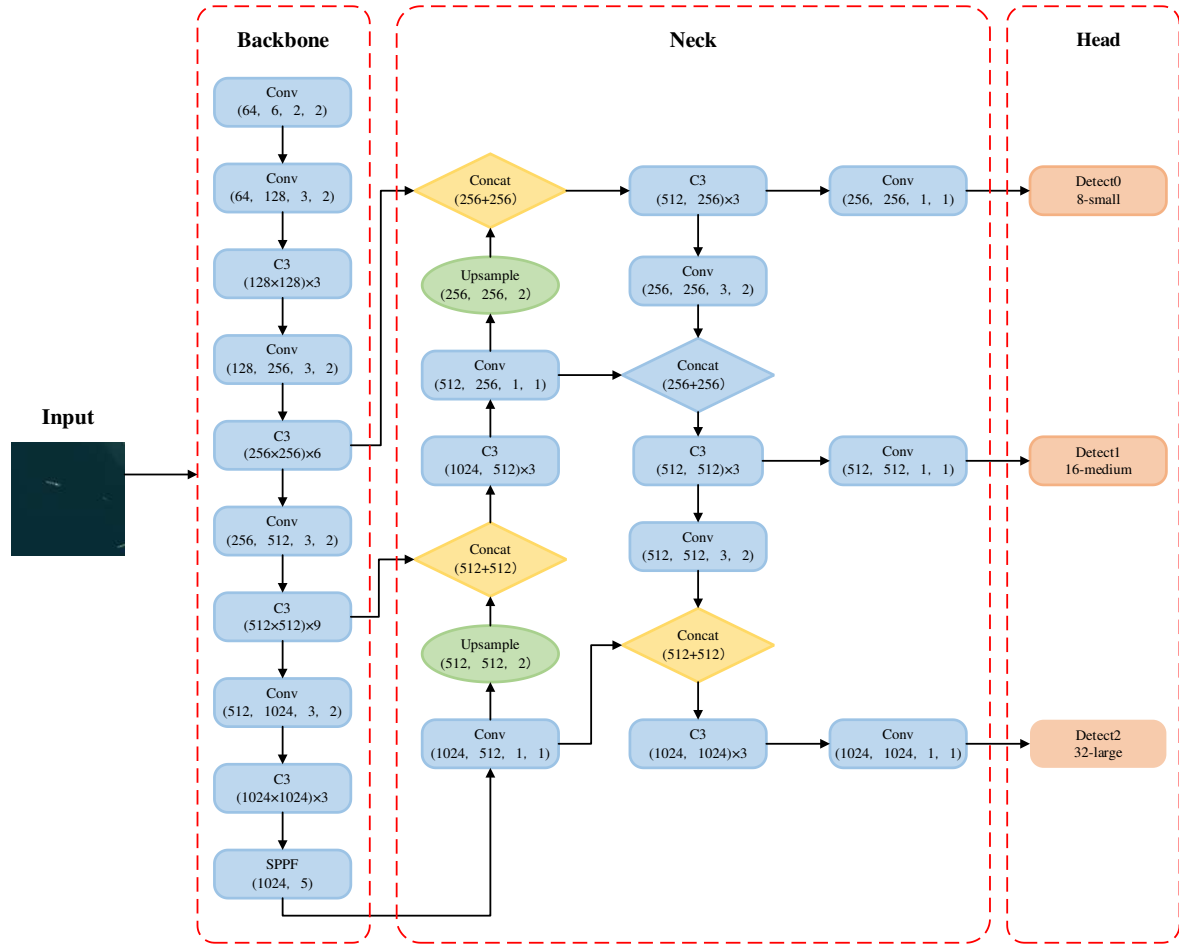 Input
Backbone
Conv
(64, 6, 2, 2)
Conv
(64, 128, 3, 2)
C3
(128×128)×3
Conv
(128, 256, 3, 2)
C3
(256×256)×6
Conv
(256, 512, 3, 2)
C3
(512×512)×9
Conv
(512, 1024, 3, 2)
C3
(1024×1024)×3
SPPF
(1024, 5)
Neck
Concat
(256+256)
Upsample
(256, 256, 2)
Conv
(512, 256, 1, 1)
C3
(1024, 512)×3
Concat
(512+512)
Upsample
(512, 512, 2)
Conv
(1024, 512, 1, 1)
C3
(512, 256)×3
Conv
(256, 256, 3, 2)
Concat
(256+256)
C3
(512, 512)×3
Conv
(512, 512, 3, 2)
Concat
(512+512)
C3
(1024, 1024)×3
Conv
(256, 256, 1, 1)
Conv
(512, 512, 1, 1)
Conv
(1024, 1024, 1, 1)
Head
Detect0
8-small
Detect1
16-medium
Detect2
32-large